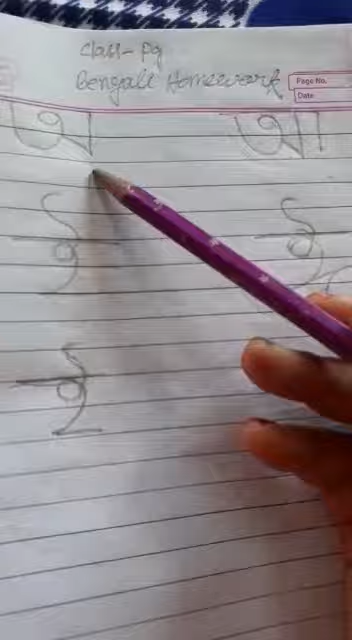 Class- Pg
Bengali Homework
Page No.
Date
অ আ
ই ঈ